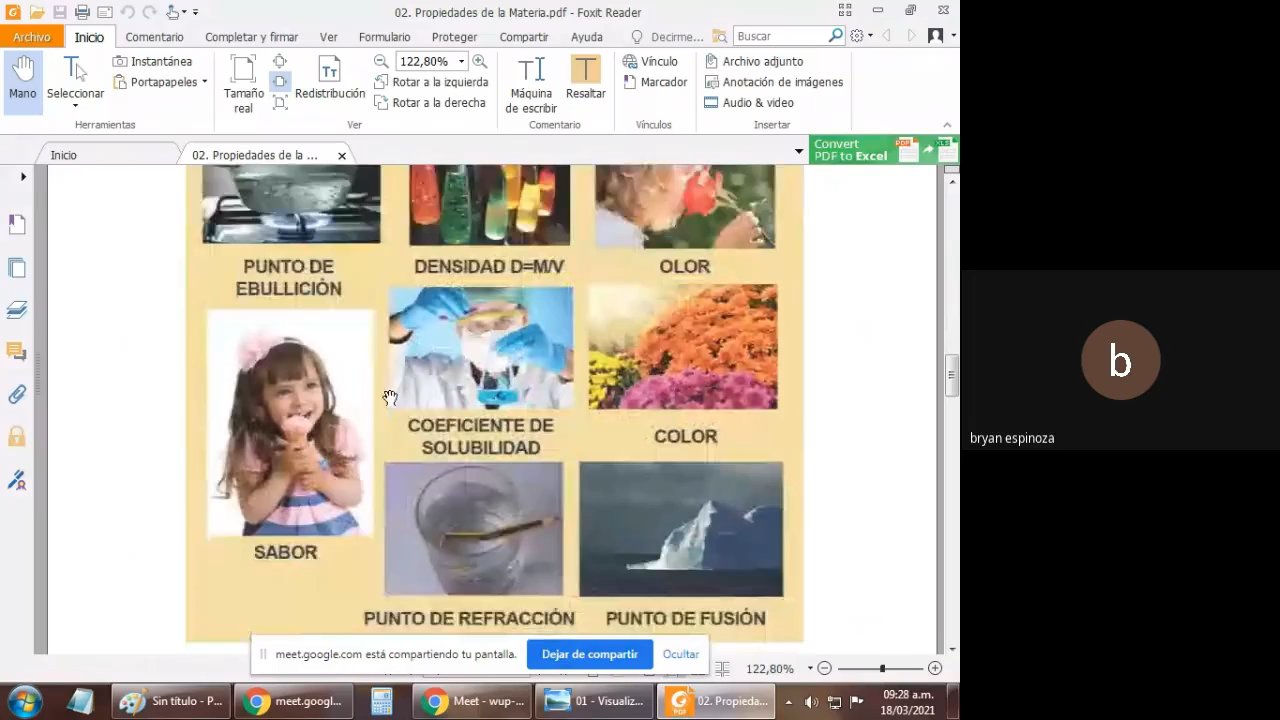 02. Propiedades de la Materia.pdf - Foxit Reader
Archivo
Inicio
Comentario
Completar y firmar
Ver
Formulario
Proteger
Compartir
Ayuda
Decirme...
Buscar
Mano
Seleccionar
Instantánea
Portapapeles
Herramientas
Tamaño
real
Redistribución
122,80%
Rotar a la izquierda
Rotar a la derecha
Ver
Máquina
de escribir
Resaltar
Comentario
Vínculo
Marcador
Vínculos
Archivo adjunto
Anotación de imágenes
Audio & video
Insertar
Inicio
02. Propiedades de la ...
Convert
PDF to Excel
PUNTO DE
EBULLICIÓN
DENSIDAD D=M/V
OLOR
COEFICIENTE DE
SOLUBILIDAD
COLOR
SABOR
PUNTO DE REFRACCIÓN
PUNTO DE FUSIÓN
meet.google.com está compartiendo tu pantalla.
Dejar de compartir
Ocultar
122,80%
Sin título - P...
meet.googl...
Meet - wup-...
01 - Visualiz...
02. Propieda...
09:28 a.m.
18/03/2021
b
bryan espinoza